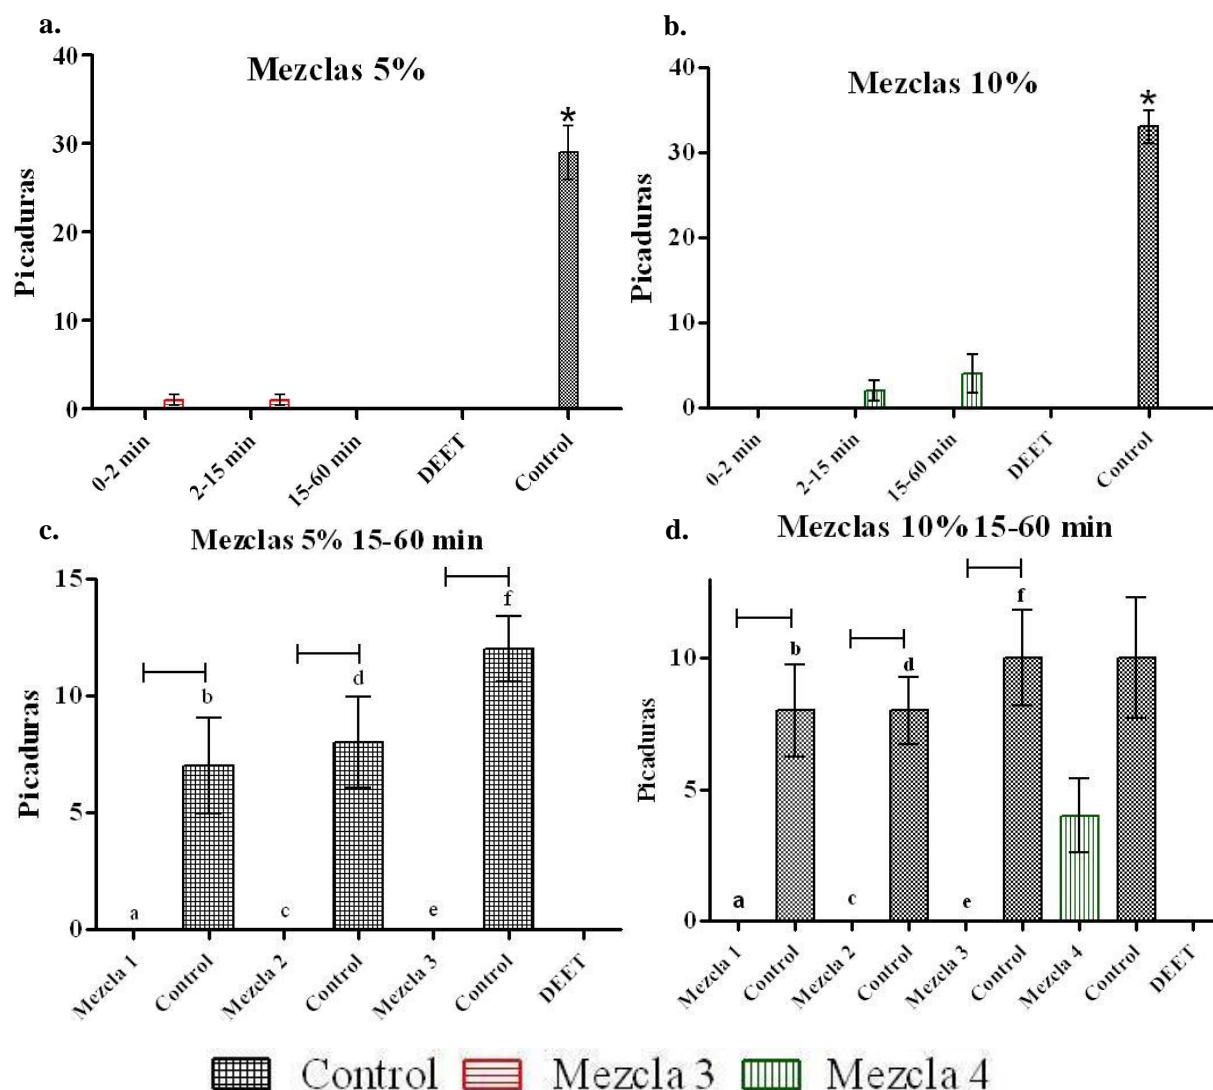 a.
Mezclas 5%
Picaduras
40
30
20
10
0
*
0-2 min
2-15 min
15-60 min
DEET
Control
b.
Mezclas 10%
Picaduras
40
30
20
10
0
*
0-2 min
2-15 min
15-60 min
DEET
Control
c.
Mezclas 5% 15-60 min
Picaduras
15
10
5
0
a
b
c
d
e
f
Mezcla 1
Control
Mezcla 2
Control
Mezcla 3
Control
DEET
d.
Mezclas 10% 15-60 min
Picaduras
10
5
0
a
b
c
d
e
f
Mezcla 1
Control
Mezcla 2
Control
Mezcla 3
Control
Mezcla 4
Control
DEET
Control Mezcla 3 Mezcla 4